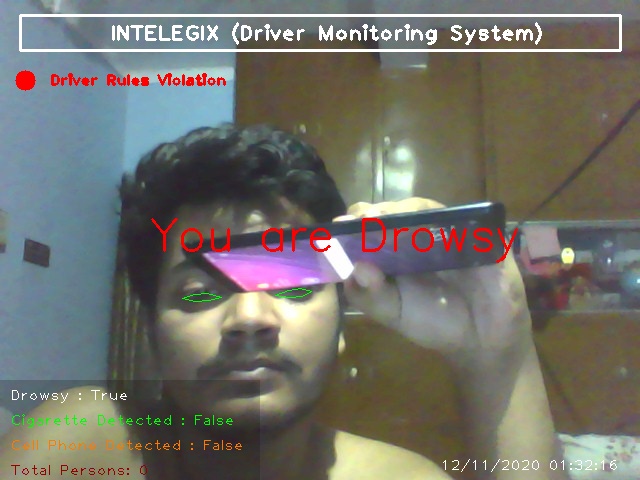 INTELEGIX (Driver Monitoring System)
Driver Rules Violation
You are Drowsy
Drowsy : True
Cigarette Detected : False
Cell Phone Detected : False
Total Persons: 0
12/11/2020 01:32:16